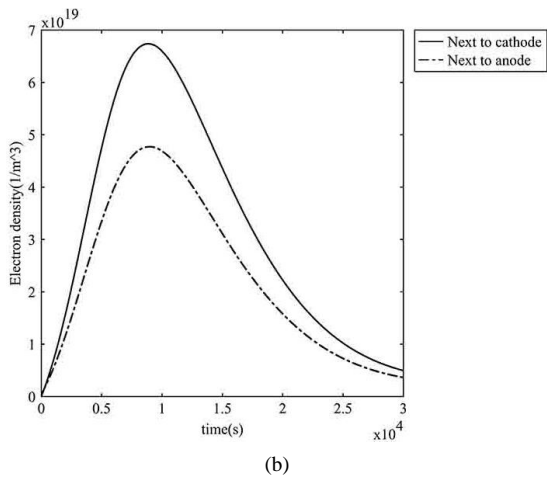 x10^19
7
6
5
4
3
2
1
0
Electron density(1/m^3)
0
0.5
1
1.5
20
2.5
3
time(s)
x10^4
Next to cathode
Next to anode
(b)